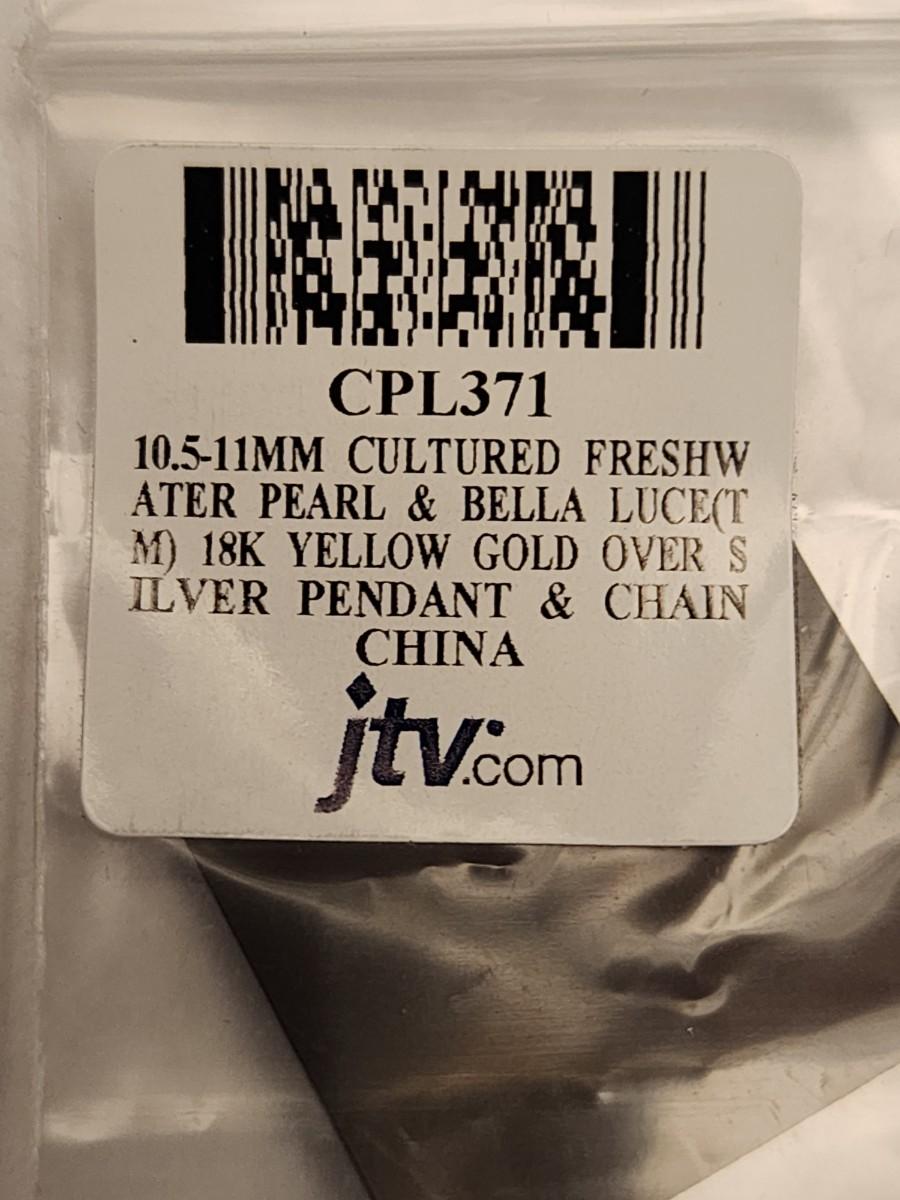 CPL371
10.5-11MM CULTURED FRESHW
ATER PEARL & BELLA LUCE(T
M) 18K YELLOW GOLD OVER S
ILVER PENDANT & CHAIN
CHINA
jtv.com